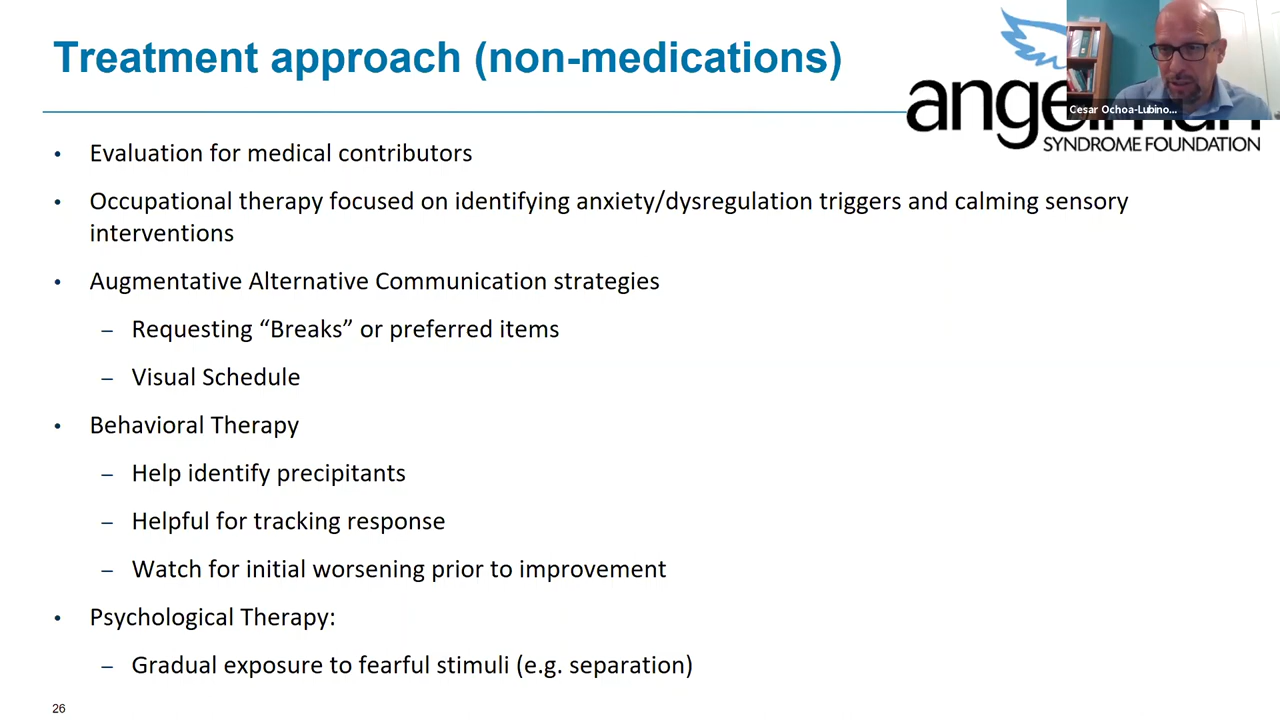 Treatment approach (non-medications)
Cesar Ochoa-Lubino...
SYNDROME FOUNDATION
• Evaluation for medical contributors
• Occupational therapy focused on identifying anxiety/dysregulation triggers and calming sensory
interventions
• Augmentative Alternative Communication strategies
– Requesting “Breaks” or preferred items
– Visual Schedule
• Behavioral Therapy
– Help identify precipitants
– Helpful for tracking response
– Watch for initial worsening prior to improvement
• Psychological Therapy:
– Gradual exposure to fearful stimuli (e.g. separation)
26